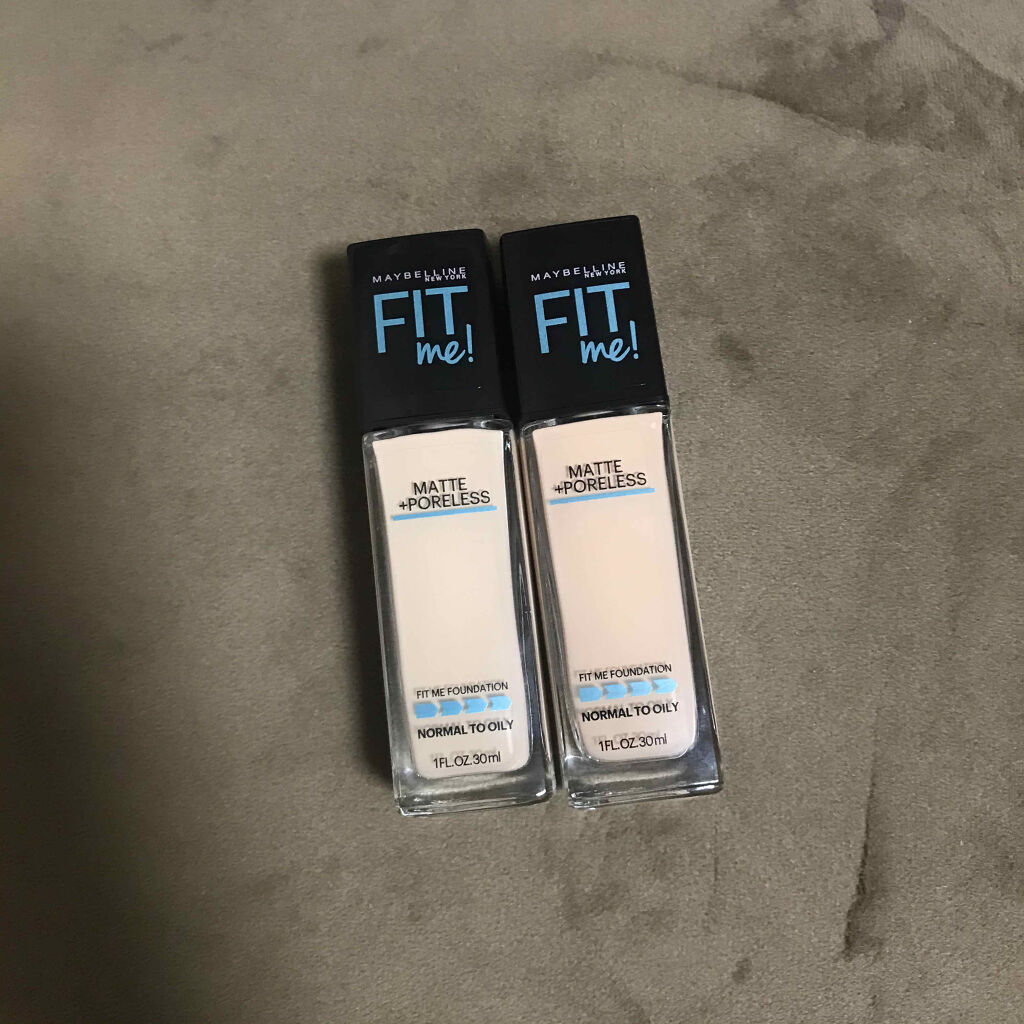 MAYBELLINE
NEW YORK
FIT
me!
MATTE
+PORELESS
FIT ME FOUNDATION
NORMAL TO OILY
1FL.OZ.30ml
MAYBELLINE
NEW YORK
FIT
me!
MATTE
+PORELESS
FIT ME FOUNDATION
NORMAL TO OILY
1FL.OZ.30ml